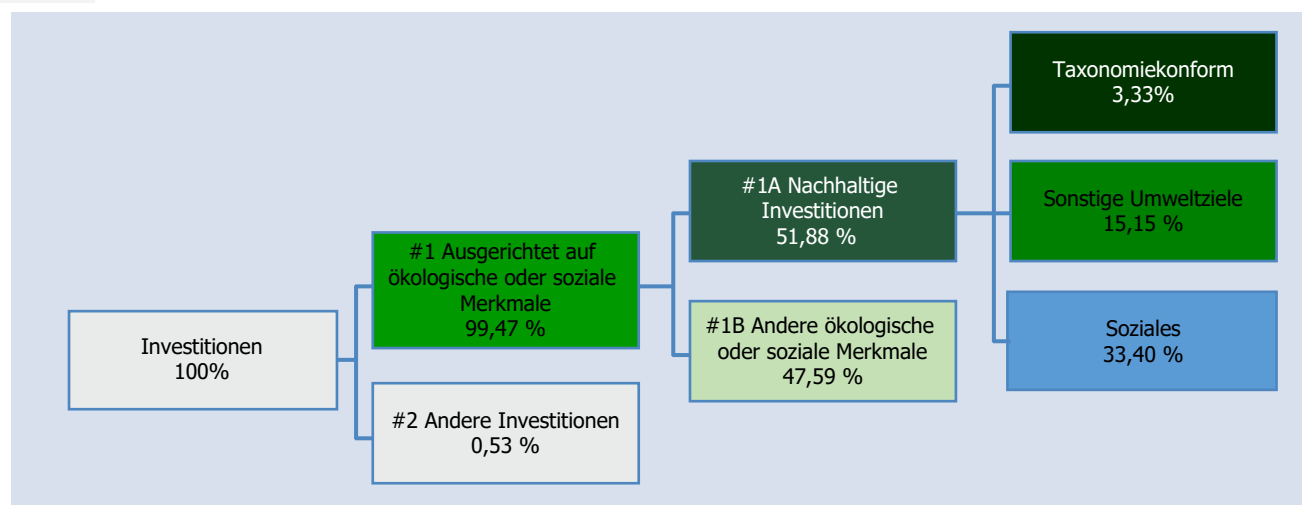 Investitionen
100%
#1 Ausgerichtet auf
ökologische oder soziale
Merkmale
99,47 %
#2 Andere Investitionen
0,53 %
#1A Nachhaltige
Investitionen
51,88 %
#1B Andere ökologische
oder soziale Merkmale
47,59 %
Taxonomiekonform
3,33%
Sonstige Umweltziele
15,15 %
Soziales
33,40 %